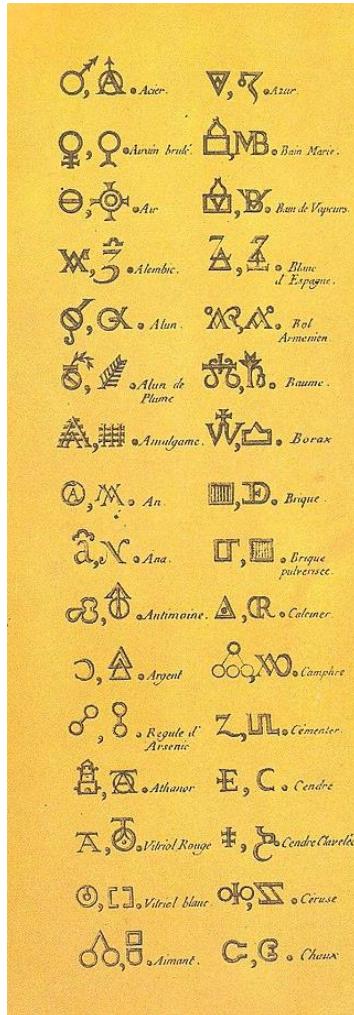 Acier.
Azur.
Airain brulé.
Bain Marie.
Air
Bain de Vapeurs.
Alembic.
Blanc
d'Espagne.
Alun.
Bol
Armenien.
Alun de
Plume
Baume.
Amalgame.
Borax
An.
Brique.
Ana.
Brique
pulverisée.
Antimoine.
Calciner
Argent
Camphre
Regule d'
Arsenic
Cémenter.
Athanor
Cendre
Vitriol Rouge
Cendre Clavelée
Vitriol blanc
Céruse
Aimant.
Chaux